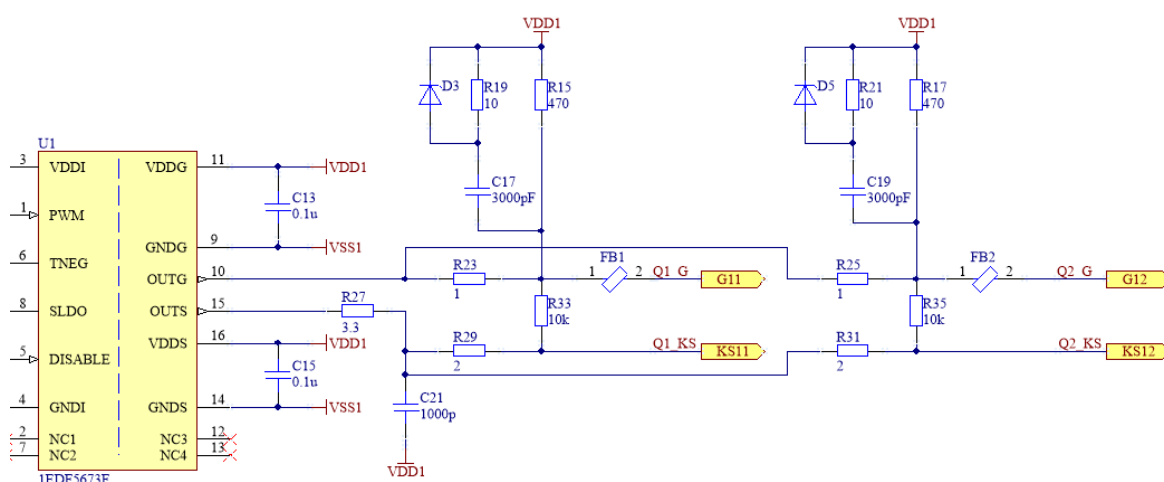 VDD1
VDD1
D3
R19
10
R15
470
D5
R21
10
R17
470
U1
3
VDDI
VDDG
11
VDD1
C17
3000pF
C19
3000pF
C13
0.1u
1
PWM
GNDG
9
VSS1
6
TNEG
OUTG
10
R23
1
FB1
1
2
Q1_G
G11
R25
1
FB2
1
2
Q2_G
G12
8
SLDO
OUTS
15
R27
3.3
R33
10k
R35
10k
VDDS
16
VDD1
R29
2
Q1_KS
KS11
R31
2
Q2_KS
KS12
5
DISABLE
C15
0.1u
4
GNDI
GNDS
14
VSS1
C21
1000p
2
NC1
NC3
12
7
NC2
NC4
13
VDD1